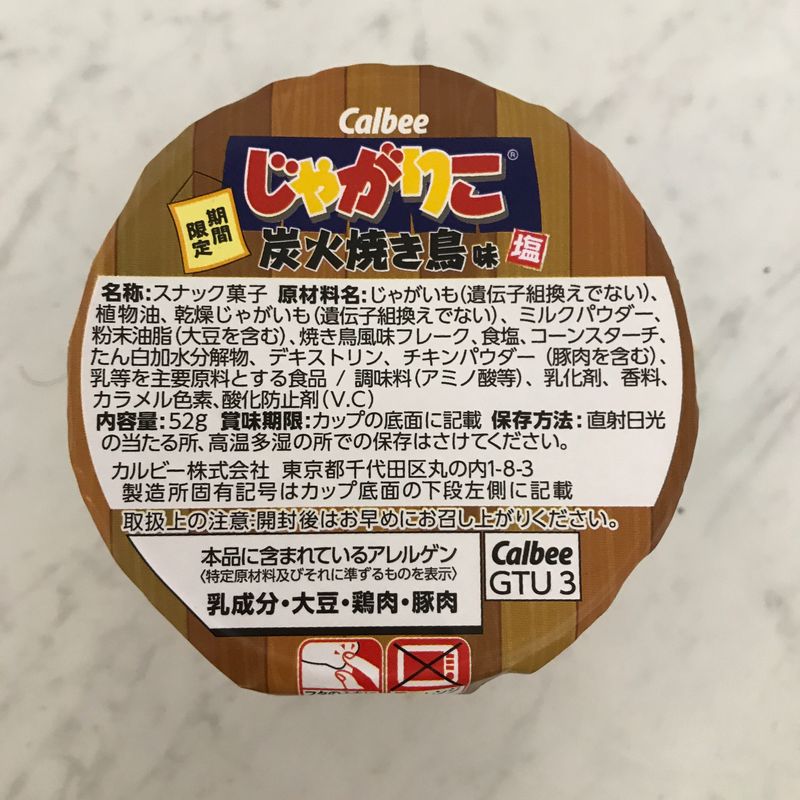 Calbee
じゃがりこ®
期間
限定
炭火焼き鳥味 塩
名称:スナック菓子 原材料名:じゃがいも(遺伝子組換えでない)、
植物油、乾燥じゃがいも(遺伝子組換えでない)、ミルクパウダー、
粉末油脂(大豆を含む)、焼き鳥風味フレーク、食塩、コーンスターチ、
たん白加水分解物、デキストリン、チキンパウダー(豚肉を含む)、
乳等を主要原料とする食品 / 調味料(アミノ酸等)、乳化剤、香料、
カラメル色素、酸化防止剤(V.C)
内容量:52g 賞味期限:カップの底面に記載 保存方法:直射日光
の当たる所、高温多湿の所での保存はさけてください。
カルビー株式会社 東京都千代田区丸の内1-8-3
製造所固有記号はカップ底面の下段左側に記載
取扱上の注意:開封後はお早めにお召し上がりください。
本品に含まれているアレルゲン
〈特定原材料及びそれに準ずるものを表示〉
乳成分・大豆・鶏肉・豚肉
Calbee
GTU 3